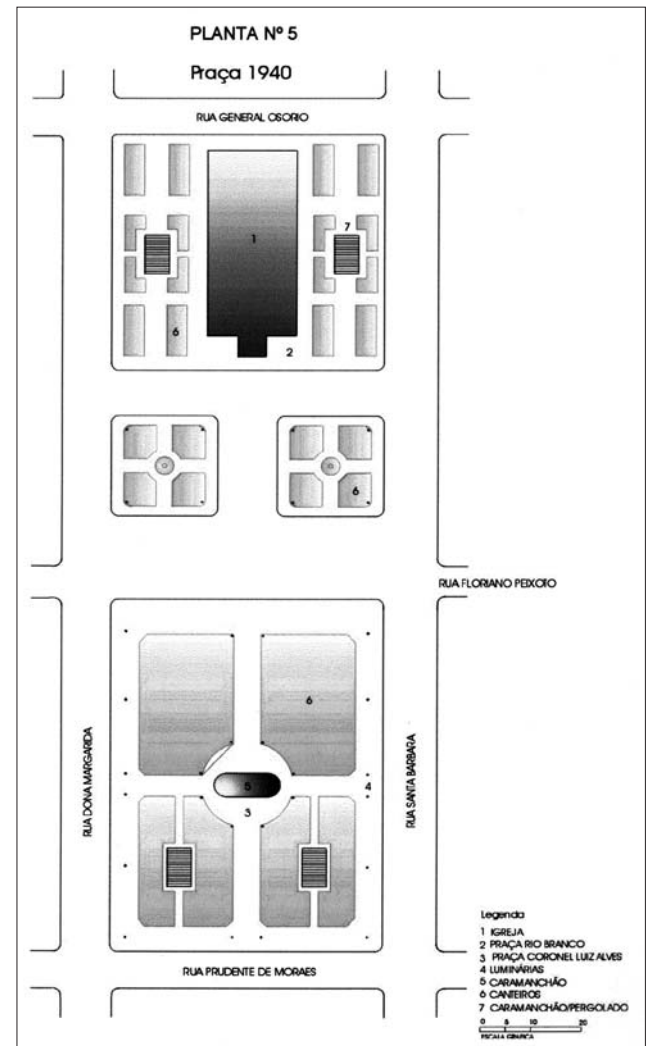 PLANTA Nº 5
Praça 1940
RUA GENERAL OSORIO
1
7
6
2
6
RUA FLORIANO PEIXOTO
6
RUA DONA MARGARIDA
5
4
3
RUA SANTA BARBARA
RUA PRUDENTE DE MORAES
Legenda
1 IGREJA
2 PRAÇA RIO BRANCO
3 PRAÇA CORONEL LUIZ ALVES
4 LUMINÁRIAS
5 CARAMANCHÃO
6 CANTEIROS
7 CARAMANCHÃO/PERGOLADO
0 5 10 20
ESCALA GRAFICA